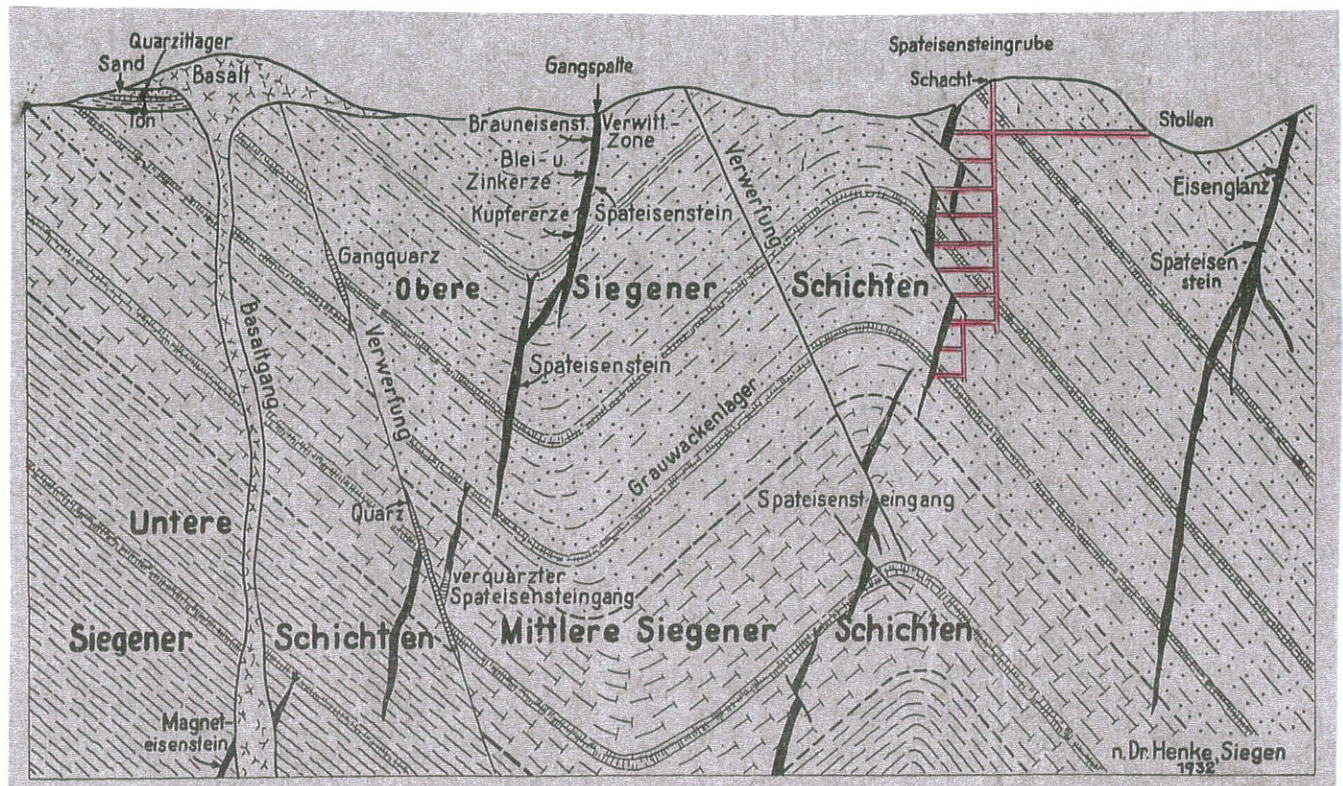 Quarzitlager
Sand
Basalt
Ton
Gangspalte
Spateisensteingrube
Schacht
Stollen
Brauneisenst.
Verwitt.-
Zone
Blei- u.
Zinkerze
Kupfererze
Spateisenstein
Eisenglanz
Spateisen
stein
Verwerfung
Gangquarz
Obere Siegener Schichten
Basaltgang
Verwerfung
Spateisenstein
Grauwackenlager
Spateisensteingang
Quarz
verquarzter
Spateisensteingang
Untere
Siegener Schichten
Mittlere Siegener Schichten
Magnet-
eisenstein
n. Dr. Henke, Siegen
1932